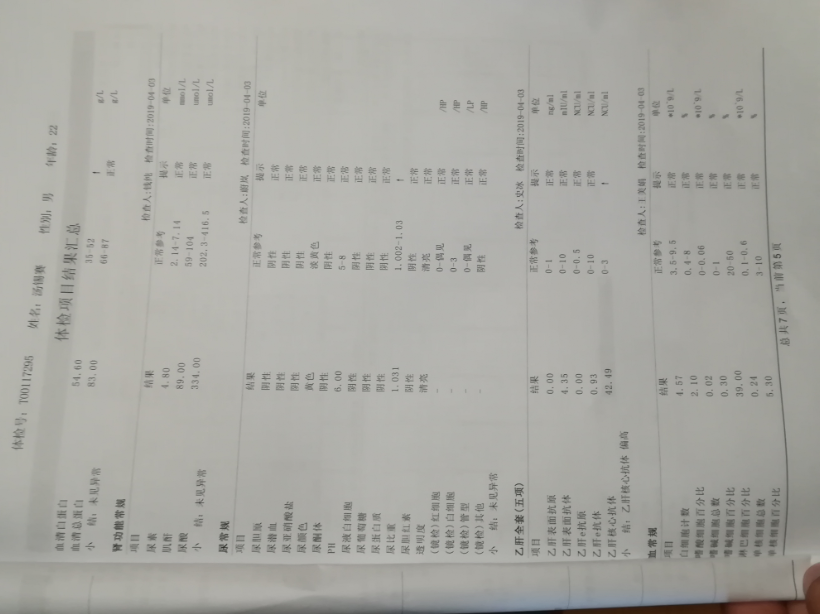 体检号：T00117295 姓名：汤锡赛 性别：男 年龄：22
体检项目结果汇总
血清白蛋白 54.60 35-52 ↑ g/L
血清总蛋白 83.00 66-87 正常 g/L
小 结：未见异常
肾功能常规 检查人：钱钧 检查时间：2019-04-03
项目 结果 正常参考 提示 单位
尿素 4.80 2.14-7.14 正常 mmol/L
肌酐 89.00 59-104 正常 umol/L
尿酸 334.00 202.3-416.5 正常 umol/L
小 结：未见异常
尿常规 检查人：蔚岚 检查时间：2019-04-03
项目 结果 正常参考 提示 单位
尿胆原 阴性 阴性 正常
尿潜血 阴性 阴性 正常
尿亚硝酸盐 阴性 阴性 正常
尿颜色 黄色 淡黄色 正常
尿酮体 阴性 阴性 正常
PH 6.00 5-8 正常
尿液白细胞 阴性 阴性 正常
尿葡萄糖 阴性 阴性 正常
尿蛋白质 阴性 阴性 正常
尿比重 1.031 1.002-1.03 ↑
尿胆红素 阴性 阴性 正常
透明度 清亮 清亮 正常
(镜检)红细胞 - 0-偶见 正常 /HP
(镜检)白细胞 - 0-3 正常 /HP
(镜检)管型 - 0-偶见 正常 /LP
(镜检)其他 - 阴性 正常 /HP
小 结：未见异常
乙肝全套(五项) 检查人：史冰 检查时间：2019-04-03
项目 结果 正常参考 提示 单位
乙肝表面抗原 0.00 0-1 正常 ng/ml
乙肝表面抗体 4.35 0-10 正常 mIU/ml
乙肝e抗原 0.00 0-0.5 正常 NCU/ml
乙肝e抗体 0.93 0-10 正常 NCU/ml
乙肝核心抗体 42.49 0-3 ↑ NCU/ml
小 结：乙肝核心抗体 偏高
血常规 检查人：王美娟 检查时间：2019-04-03
项目 结果 正常参考 提示 单位
白细胞计数 4.57 3.5-9.5 正常 *10^9/L
嗜酸细胞百分比 2.10 0.4-8 正常 %
嗜碱细胞总数 0.02 0-0.06 正常 *10^9/L
嗜碱细胞百分比 0.30 0-1 正常 %
淋巴细胞百分比 39.00 20-50 正常 %
单核细胞总数 0.24 0.1-0.6 正常 *10^9/L
单核细胞百分比 5.30 3-10 正常 %
总共7页，当前第5页